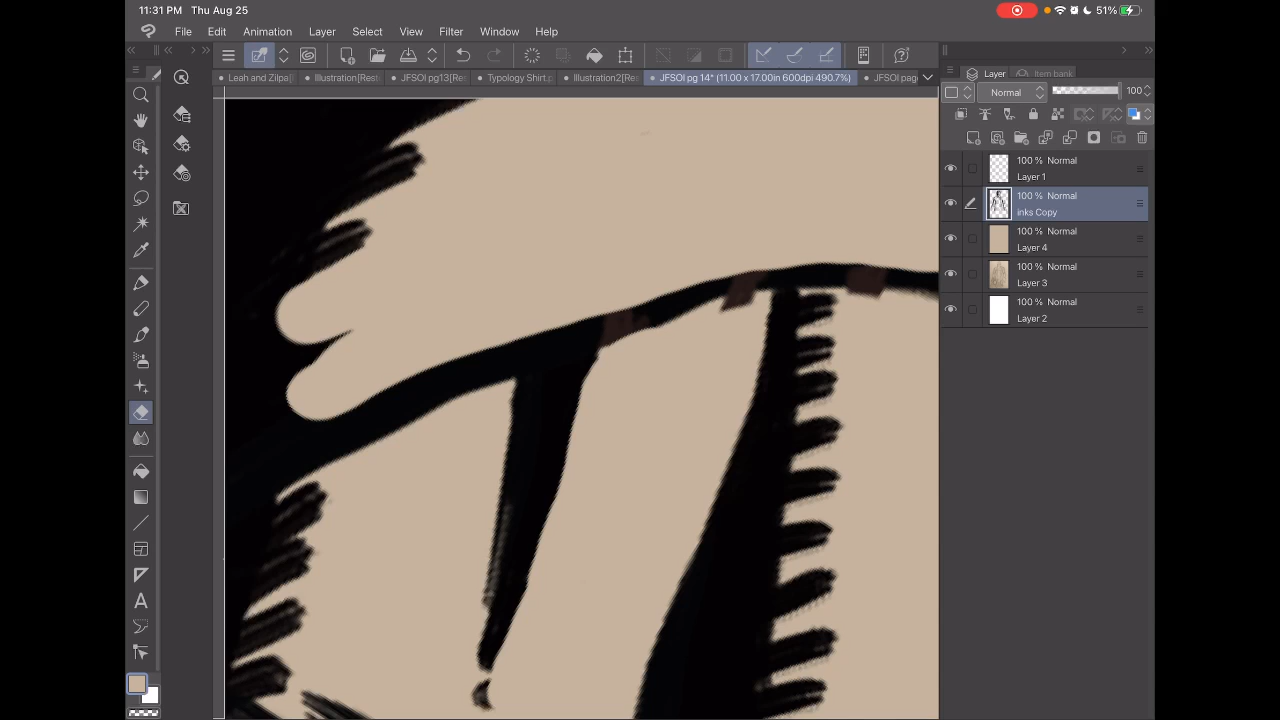 11:31 PM Thu Aug 25
51%
File Edit Animation Layer Select View Filter Window Help
Leah and Zilpa[ Illustration[Rest JFSOI pg13[Re: Typology Shirt. Illustration2[Res JFSOI pg 14* (11.00 x 17.00in 600dpi 490.7%) JFSOI page
Layer Item bank
Normal 100
100 % Normal
Layer 1
100 % Normal
inks Copy
100 % Normal
Layer 4
100 % Normal
Layer 3
100 % Normal
Layer 2